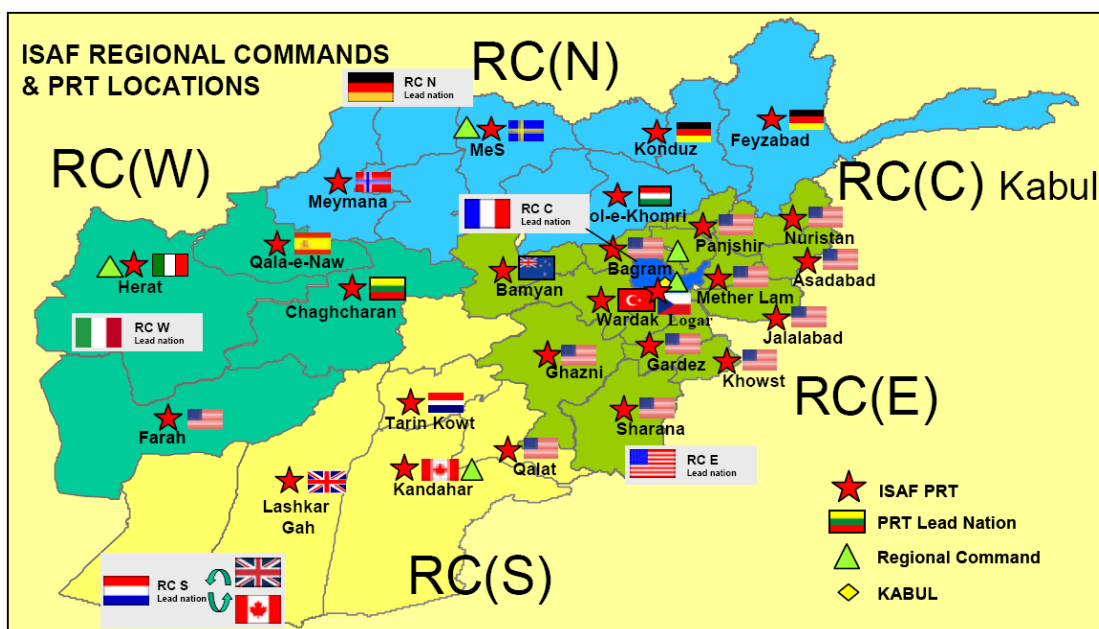 ISAF REGIONAL COMMANDS
& PRT LOCATIONS
RC(N)
RC N
Lead nation
MeS
Konduz
Feyzabad
RC(W)
Meymana
RC C
Lead nation
ol-e-Khomri
RC(C) Kabul
Qala-e-Naw
Panjshir
Nuristan
Herat
Bagram
Asadabad
Bamyan
Chaghcharan
Mether Lam
Wardak
Logar
RC W
Lead nation
Jalalabad
Ghazni
Gardez
Khowst
RC(E)
Tarin Kowt
Farah
Sharana
Qalat
RC E
Lead nation
Kandahar
Lashkar
Gah
ISAF PRT
PRT Lead Nation
Regional Command
KABUL
RC(S)
RC S
Lead nation